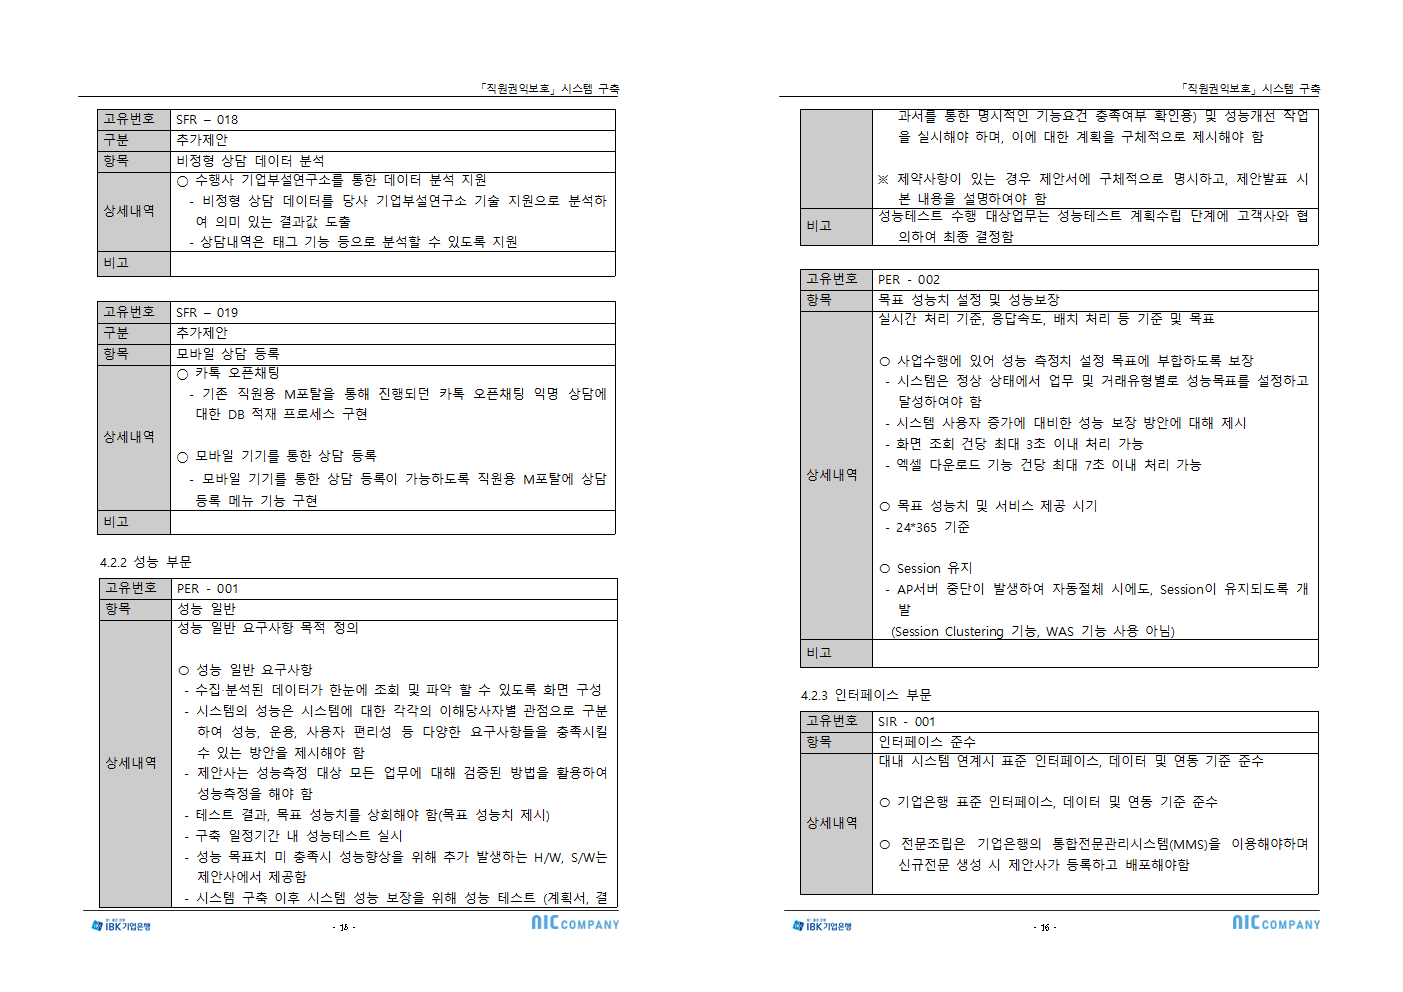 「직원권익보호」시스템 구축
고유번호 SFR – 018
구분 추가제안
항목 비정형 상담 데이터 분석
상세내역
○ 수행사 기업부설연구소를 통한 데이터 분석 지원
- 비정형 상담 데이터를 당사 기업부설연구소 기술 지원으로 분석하
여 의미 있는 결과값 도출
- 상담내역은 태그 기능 등으로 분석할 수 있도록 지원
비고
고유번호 SFR – 019
구분 추가제안
항목 모바일 상담 등록
상세내역
○ 카톡 오픈채팅
- 기존 직원용 M포탈을 통해 진행되던 카톡 오픈채팅 익명 상담에
대한 DB 적재 프로세스 구현
○ 모바일 기기를 통한 상담 등록
- 모바일 기기를 통한 상담 등록이 가능하도록 직원용 M포탈에 상담
등록 메뉴 기능 구현
비고
4.2.2 성능 부문
고유번호 PER - 001
항목 성능 일반
상세내역
성능 일반 요구사항 목적 정의
○ 성능 일반 요구사항
- 수집·분석된 데이터가 한눈에 조회 및 파악 할 수 있도록 화면 구성
- 시스템의 성능은 시스템에 대한 각각의 이해당사자별 관점으로 구분
하여 성능, 운용, 사용자 편리성 등 다양한 요구사항들을 충족시킬
수 있는 방안을 제시해야 함
- 제안사는 성능측정 대상 모든 업무에 대해 검증된 방법을 활용하여
성능측정을 해야 함
- 테스트 결과, 목표 성능치를 상회해야 함(목표 성능치 제시)
- 구축 일정기간 내 성능테스트 실시
- 성능 목표치 미 충족시 성능향상을 위해 추가 발생하는 H/W, S/W는
제안사에서 제공함
- 시스템 구축 이후 시스템 성능 보장을 위해 성능 테스트 (계획서, 결
IBK기업은행
- 15 -
NIC COMPANY
「직원권익보호」시스템 구축
과서를 통한 명시적인 기능요건 충족여부 확인용) 및 성능개선 작업
을 실시해야 하며, 이에 대한 계획을 구체적으로 제시해야 함
※ 제약사항이 있는 경우 제안서에 구체적으로 명시하고, 제안발표 시
본 내용을 설명하여야 함
비고
성능테스트 수행 대상업무는 성능테스트 계획수립 단계에 고객사와 협
의하여 최종 결정함
고유번호 PER - 002
항목 목표 성능치 설정 및 성능보장
상세내역
실시간 처리 기준, 응답속도, 배치 처리 등 기준 및 목표
○ 사업수행에 있어 성능 측정치 설정 목표에 부합하도록 보장
- 시스템은 정상 상태에서 업무 및 거래유형별로 성능목표를 설정하고
달성하여야 함
- 시스템 사용자 증가에 대비한 성능 보장 방안에 대해 제시
- 화면 조회 건당 최대 3초 이내 처리 가능
- 엑셀 다운로드 기능 건당 최대 7초 이내 처리 가능
○ 목표 성능치 및 서비스 제공 시기
- 24*365 기준
○ Session 유지
- AP서버 중단이 발생하여 자동절체 시에도, Session이 유지되도록 개
발
(Session Clustering 기능, WAS 기능 사용 아님)
비고
4.2.3 인터페이스 부문
고유번호 SIR - 001
항목 인터페이스 준수
상세내역
대내 시스템 연계시 표준 인터페이스, 데이터 및 연동 기준 준수
○ 기업은행 표준 인터페이스, 데이터 및 연동 기준 준수
○ 전문조립은 기업은행의 통합전문관리시스템(MMS)을 이용해야하며
신규전문 생성 시 제안사가 등록하고 배포해야함
IBK기업은행
- 16 -
NIC COMPANY